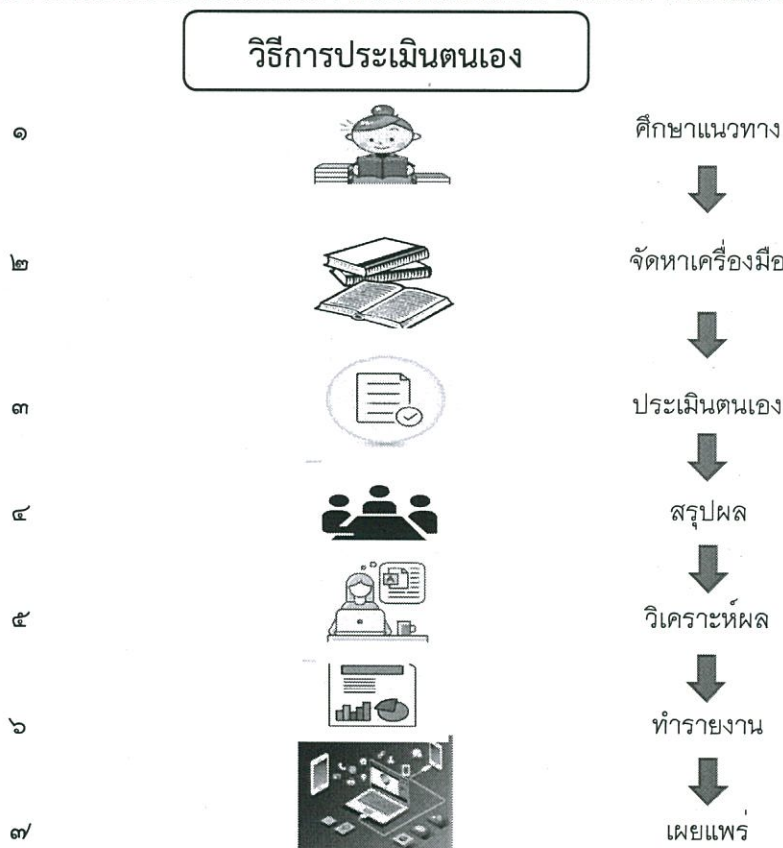 วิธีการประเมินตนเอง
๑ ศึกษาแนวทาง
๒ จัดหาเครื่องมือ
๓ ประเมินตนเอง
๔ สรุปผล
๕ วิเคราะห์ผล
๖ ทำรายงาน
๗ เผยแพร่